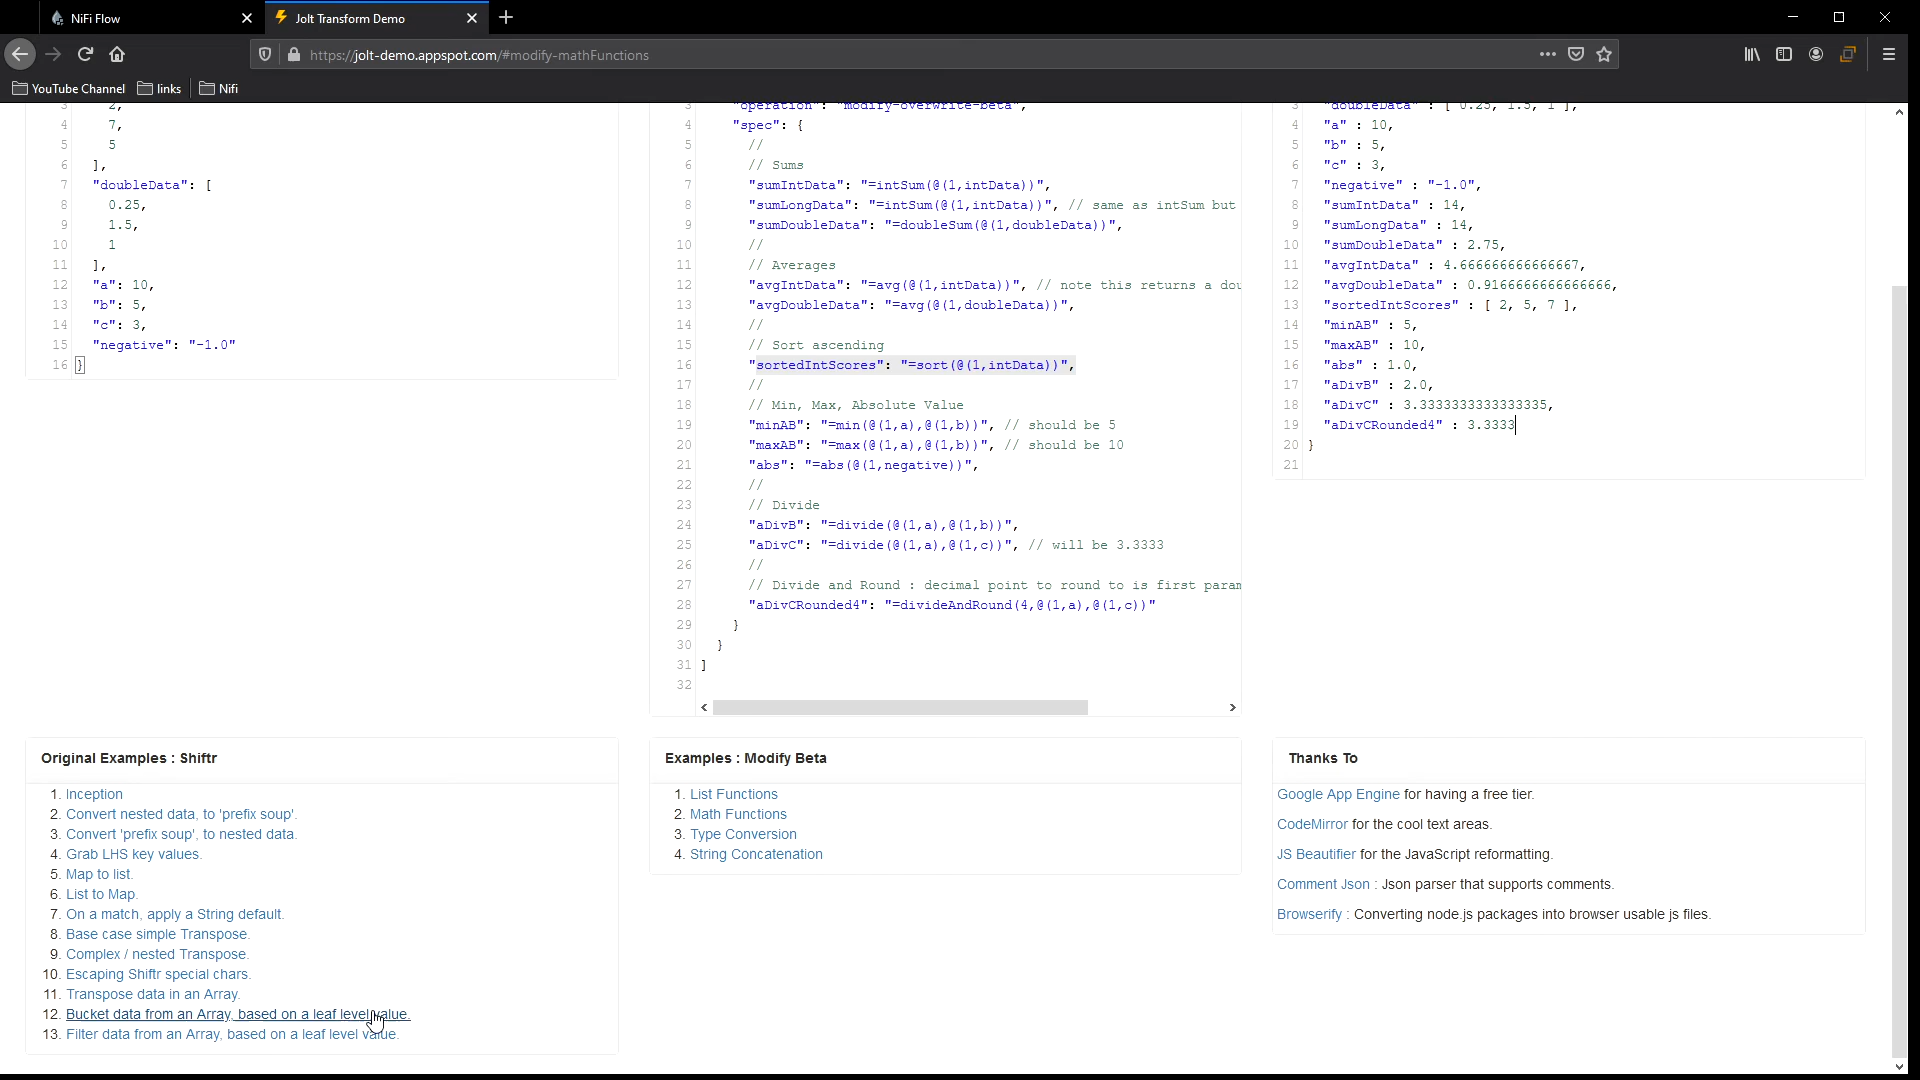 NiFi Flow
Jolt Transform Demo
https://jolt-demo.appspot.com/#modify-mathFunctions
YouTube Channel
links
Nifi
3 2,
4 7,
5 5
6 ],
7 "doubleData": [
8 0.25,
9 1.5,
10 1
11 ],
12 "a": 10,
13 "b": 5,
14 "c": 3,
15 "negative": "-1.0"
16 }
3 "operation": "modify-overwrite-beta",
4 "spec": {
5 //
6 // Sums
7 "sumIntData": "=intSum(@(1,intData))",
8 "sumLongData": "=intSum(@(1,intData))", // same as intSum but
9 "sumDoubleData": "=doubleSum(@(1,doubleData))",
10 //
11 // Averages
12 "avgIntData": "=avg(@(1,intData))", // note this returns a dou
13 "avgDoubleData": "=avg(@(1,doubleData))",
14 //
15 // Sort ascending
16 "sortedIntScores": "=sort(@(1,intData))",
17 //
18 // Min, Max, Absolute Value
19 "minAB": "=min(@(1,a),@(1,b))", // should be 5
20 "maxAB": "=max(@(1,a),@(1,b))", // should be 10
21 "abs": "=abs(@(1,negative))",
22 //
23 // Divide
24 "aDivB": "=divide(@(1,a),@(1,b))",
25 "aDivC": "=divide(@(1,a),@(1,c))", // will be 3.3333
26 //
27 // Divide and Round : decimal point to round to is first param
28 "aDivCRounded4": "=divideAndRound(4,@(1,a),@(1,c))"
29 }
30 }
31 ]
32
3 "doubleData" : [ 0.25, 1.5, 1 ],
4 "a" : 10,
5 "b" : 5,
6 "c" : 3,
7 "negative" : "-1.0",
8 "sumIntData" : 14,
9 "sumLongData" : 14,
10 "sumDoubleData" : 2.75,
11 "avgIntData" : 4.666666666666667,
12 "avgDoubleData" : 0.9166666666666666,
13 "sortedIntScores" : [ 2, 5, 7 ],
14 "minAB" : 5,
15 "maxAB" : 10,
16 "abs" : 1.0,
17 "aDivB" : 2.0,
18 "aDivC" : 3.3333333333333335,
19 "aDivCRounded4" : 3.3333
20 }
21
Original Examples : Shiftr
1. Inception
2. Convert nested data, to 'prefix soup'.
3. Convert 'prefix soup', to nested data.
4. Grab LHS key values.
5. Map to list.
6. List to Map.
7. On a match, apply a String default.
8. Base case simple Transpose.
9. Complex / nested Transpose.
10. Escaping Shiftr special chars.
11. Transpose data in an Array.
12. Bucket data from an Array, based on a leaf level value.
13. Filter data from an Array, based on a leaf level value.
Examples : Modify Beta
1. List Functions
2. Math Functions
3. Type Conversion
4. String Concatenation
Thanks To
Google App Engine for having a free tier.
CodeMirror for the cool text areas.
JS Beautifier for the JavaScript reformatting.
Comment Json : Json parser that supports comments.
Browserify : Converting node.js packages into browser usable js files.